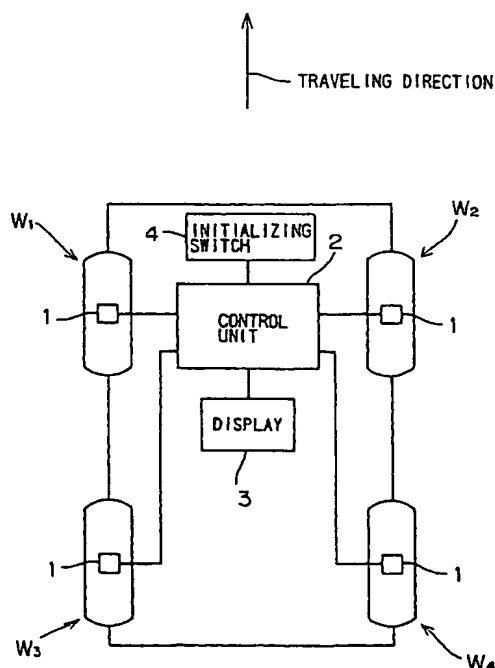 TRAVELING DIRECTION
W1
W2
4
INITIALIZING
SWITCH
2
1
CONTROL
UNIT
1
DISPLAY
3
1
1
W3
W4